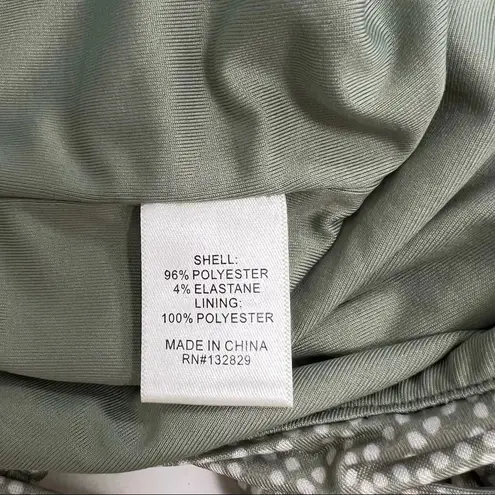 SHELL:
96% POLYESTER
4% ELASTANE
LINING:
100% POLYESTER
MADE IN CHINA
RN#132829